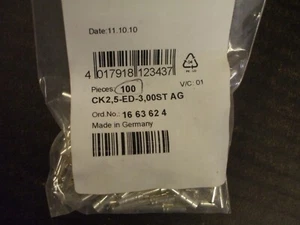 Date:11.10.10
4 017918 123437
Pieces: 100
V/C: 01
CK2,5-ED-3,00ST AG
Ord.No.: 16 63 62 4
Made in Germany